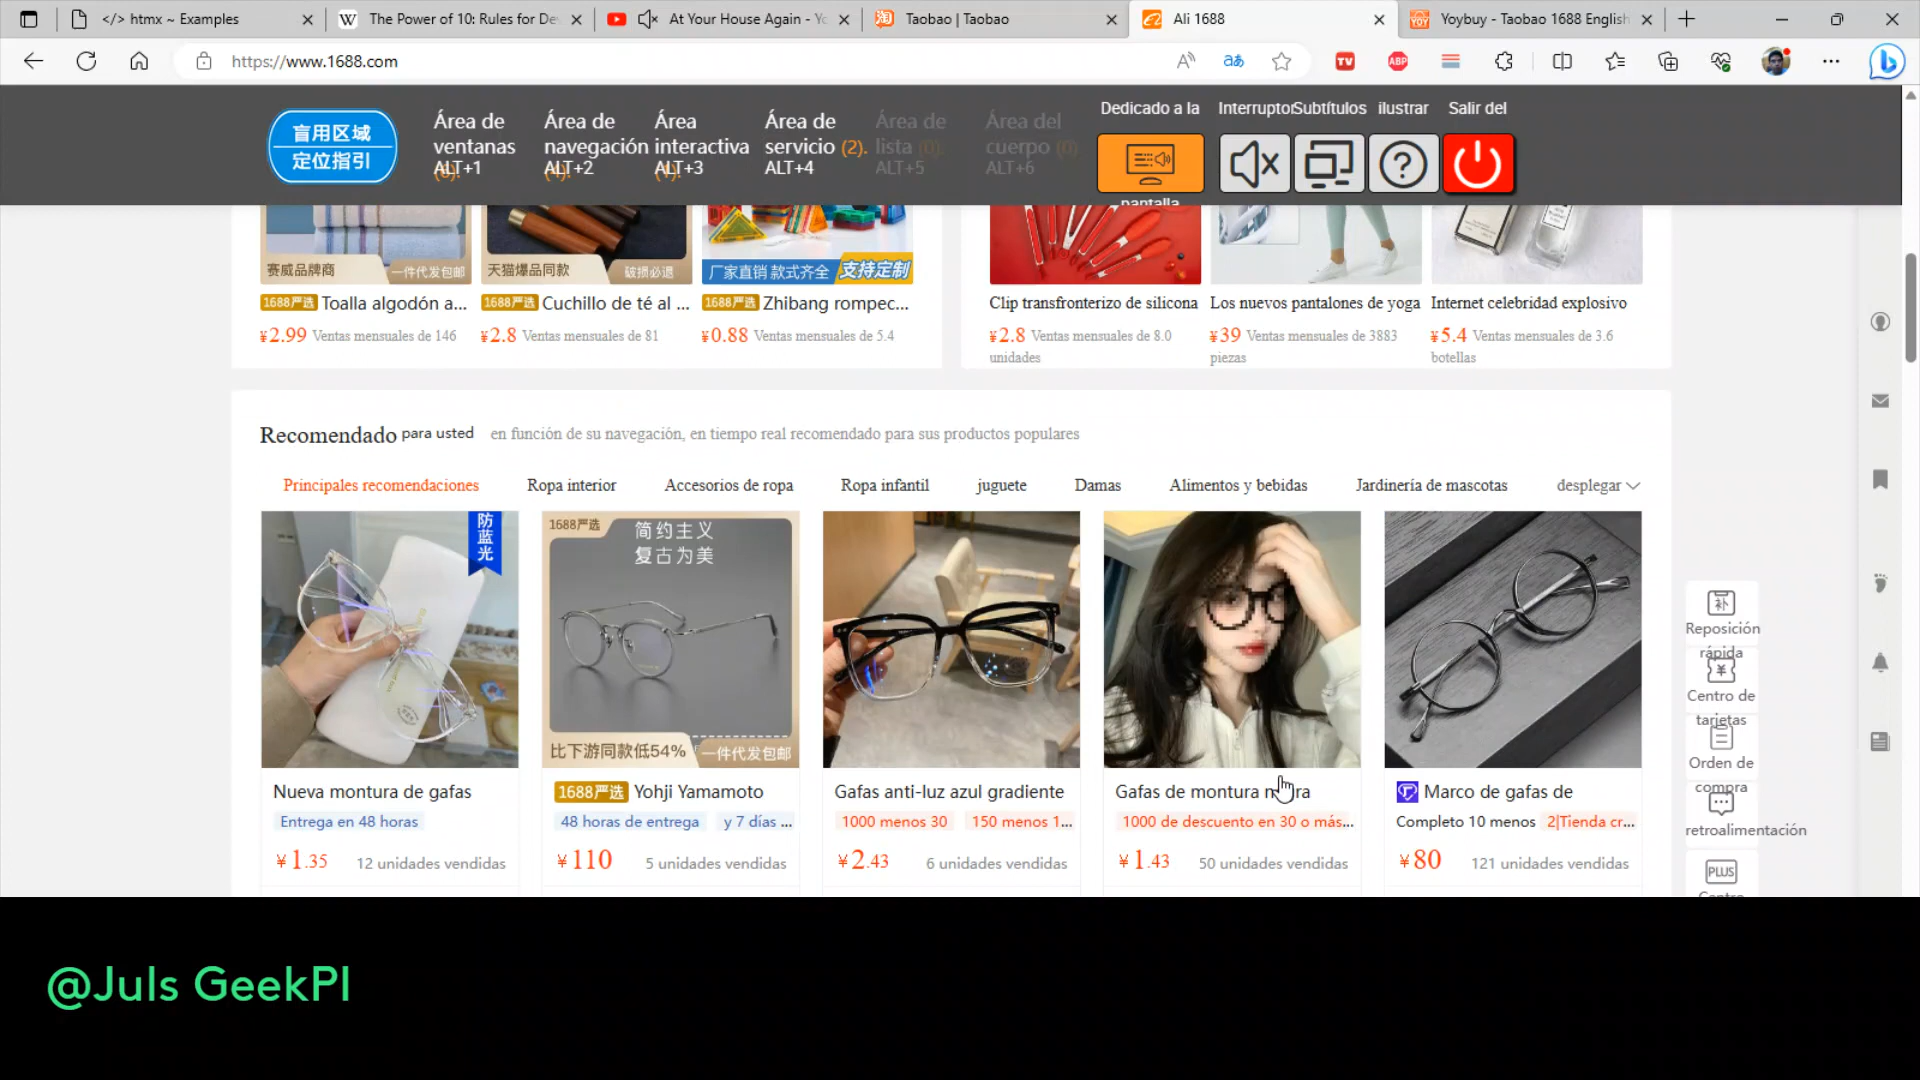 </> htmx ~ Examples
The Power of 10: Rules for De
At Your House Again - Yo
Taobao | Taobao
Ali 1688
Yoybuy - Taobao 1688 English
https://www.1688.com
盲用区域
定位指引
Área de ventanas
ALT+1
Área de navegación
ALT+2
Área interactiva
ALT+3
Área de servicio (2).
ALT+4
Área de lista (0).
ALT+5
Área del cuerpo (0)
ALT+6
Dedicado a la
pantalla
Interruptor
Subtítulos
ilustrar
Salir del
赛威品牌商
一件代发包邮
天猫爆品同款
破损必退
厂家直销 款式齐全
支持定制
1688严选 Toalla algodón a...
1688严选 Cuchillo de té al ...
1688严选 Zhibang rompec...
Clip transfronterizo de silicona
Los nuevos pantalones de yoga
Internet celebridad explosivo
¥2.99 Ventas mensuales de 146
¥2.8 Ventas mensuales de 81
¥0.88 Ventas mensuales de 5.4
¥2.8 Ventas mensuales de 8.0
unidades
¥39 Ventas mensuales de 3883
piezas
¥5.4 Ventas mensuales de 3.6
botellas
Recomendado para usted en función de su navegación, en tiempo real recomendado para sus productos populares
Principales recomendaciones
Ropa interior
Accesorios de ropa
Ropa infantil
juguete
Damas
Alimentos y bebidas
Jardinería de mascotas
desplegar
防蓝光
1688严选
简约主义
复古为美
比下游同款低54%
一件代发包邮
Nueva montura de gafas
Entrega en 48 horas
¥1.35 12 unidades vendidas
1688严选 Yohji Yamamoto
48 horas de entrega y 7 días ...
¥110 5 unidades vendidas
Gafas anti-luz azul gradiente
1000 menos 30 150 menos 1...
¥2.43 6 unidades vendidas
Gafas de montura
1000 de descuento en 30 o más...
¥1.43 50 unidades vendidas
Marco de gafas de
Completo 10 menos 2|Tienda cr...
¥80 121 unidades vendidas
补
Reposición
rápida
Centro de
tarjetas
Orden de
compra
retroalimentación
PLUS
@Juls GeekPI